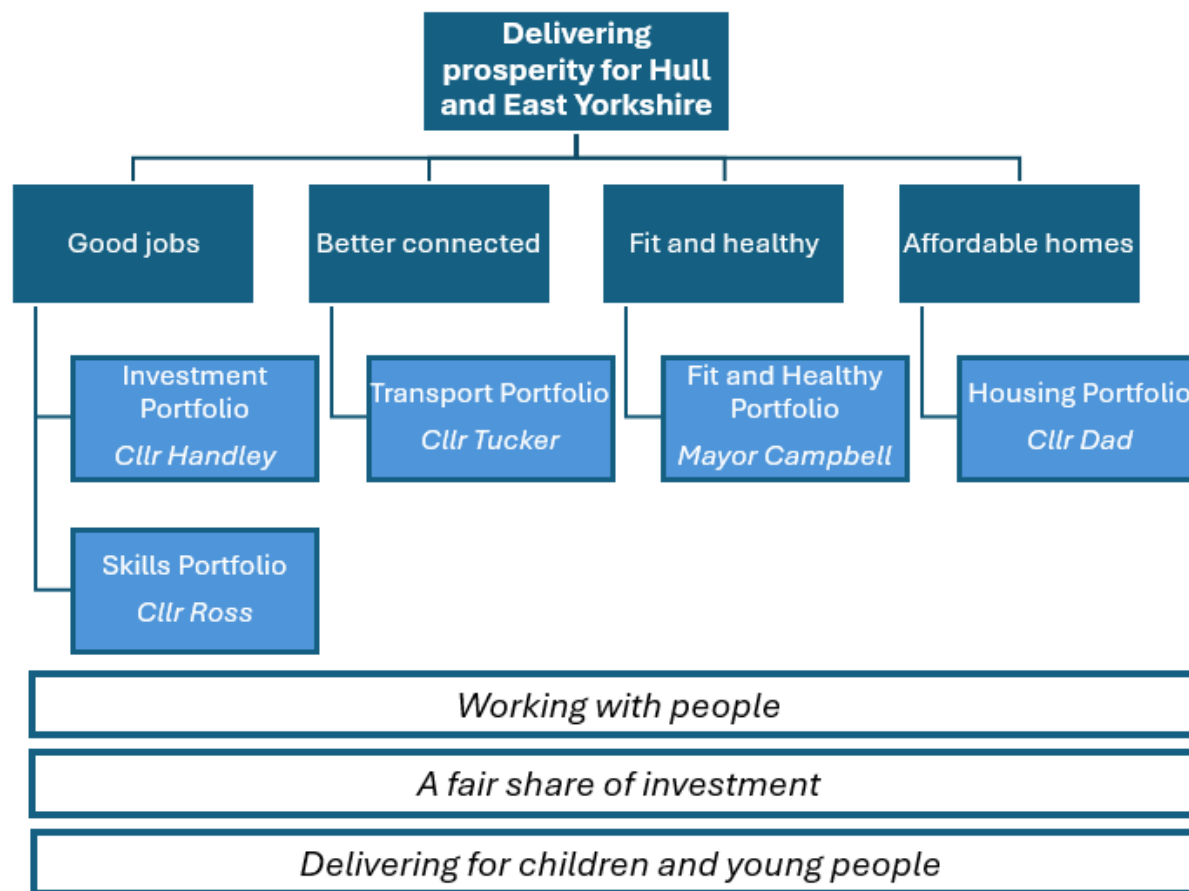 Delivering
prosperity for Hull
and East Yorkshire
Good jobs
Better connected
Fit and healthy
Affordable homes
Investment
Portfolio
Cllr Handley
Transport Portfolio
Cllr Tucker
Fit and Healthy
Portfolio
Mayor Campbell
Housing Portfolio
Cllr Dad
Skills Portfolio
Cllr Ross
Working with people
A fair share of investment
Delivering for children and young people